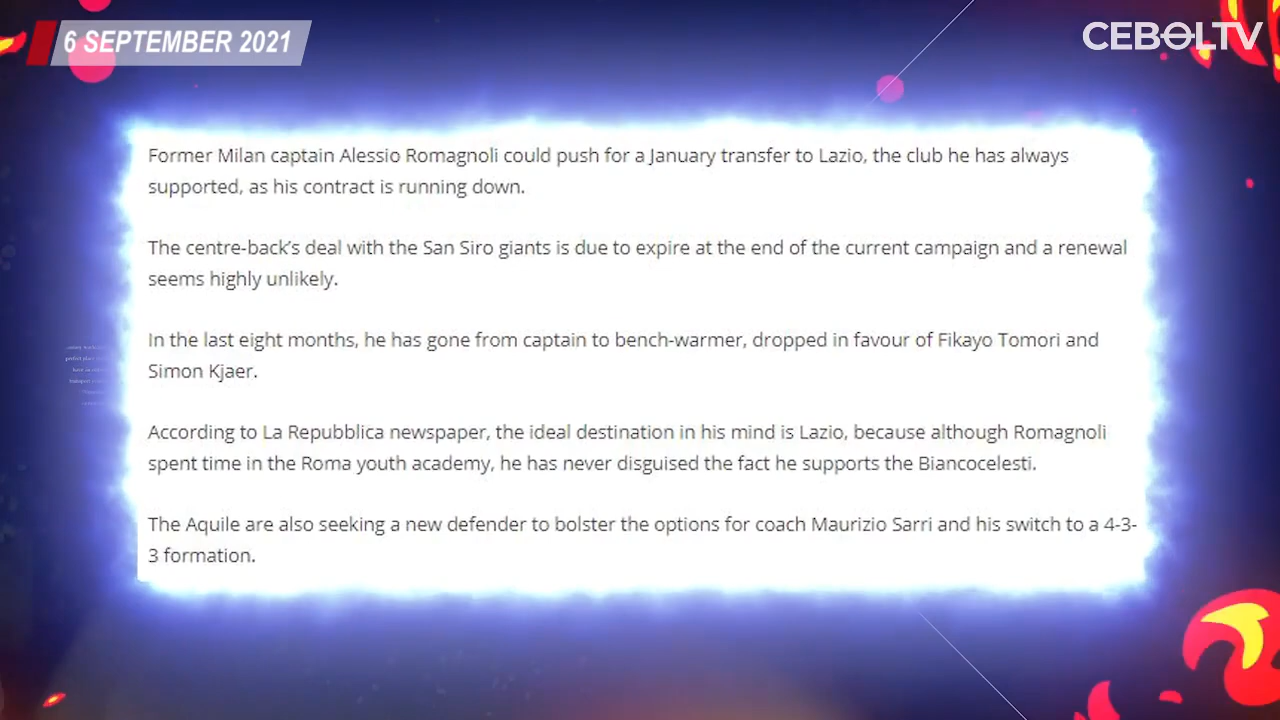 6 SEPTEMBER 2021
CEBOLTV
Former Milan captain Alessio Romagnoli could push for a January transfer to Lazio, the club he has always
supported, as his contract is running down.
The centre-back’s deal with the San Siro giants is due to expire at the end of the current campaign and a renewal
seems highly unlikely.
In the last eight months, he has gone from captain to bench-warmer, dropped in favour of Fikayo Tomori and
Simon Kjaer.
According to La Repubblica newspaper, the ideal destination in his mind is Lazio, because although Romagnoli
spent time in the Roma youth academy, he has never disguised the fact he supports the Biancocelesti.
The Aquile are also seeking a new defender to bolster the options for coach Maurizio Sarri and his switch to a 4-3-
3 formation.